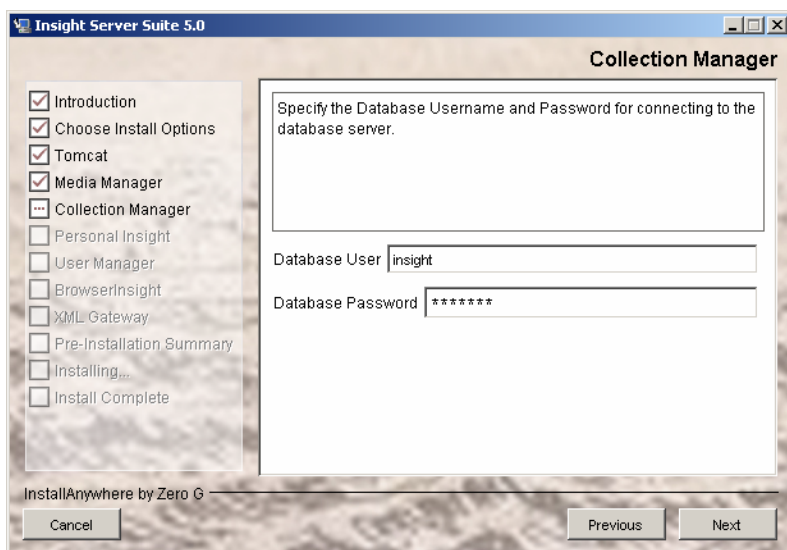 Insight Server Suite 5.0
Collection Manager
Introduction
Choose Install Options
Tomcat
Media Manager
Collection Manager
Personal Insight
User Manager
BrowserInsight
XML Gateway
Pre-Installation Summary
Installing...
Install Complete
Specify the Database Username and Password for connecting to the
database server.
Database User insight
Database Password *******
InstallAnywhere by Zero G
Cancel Previous Next